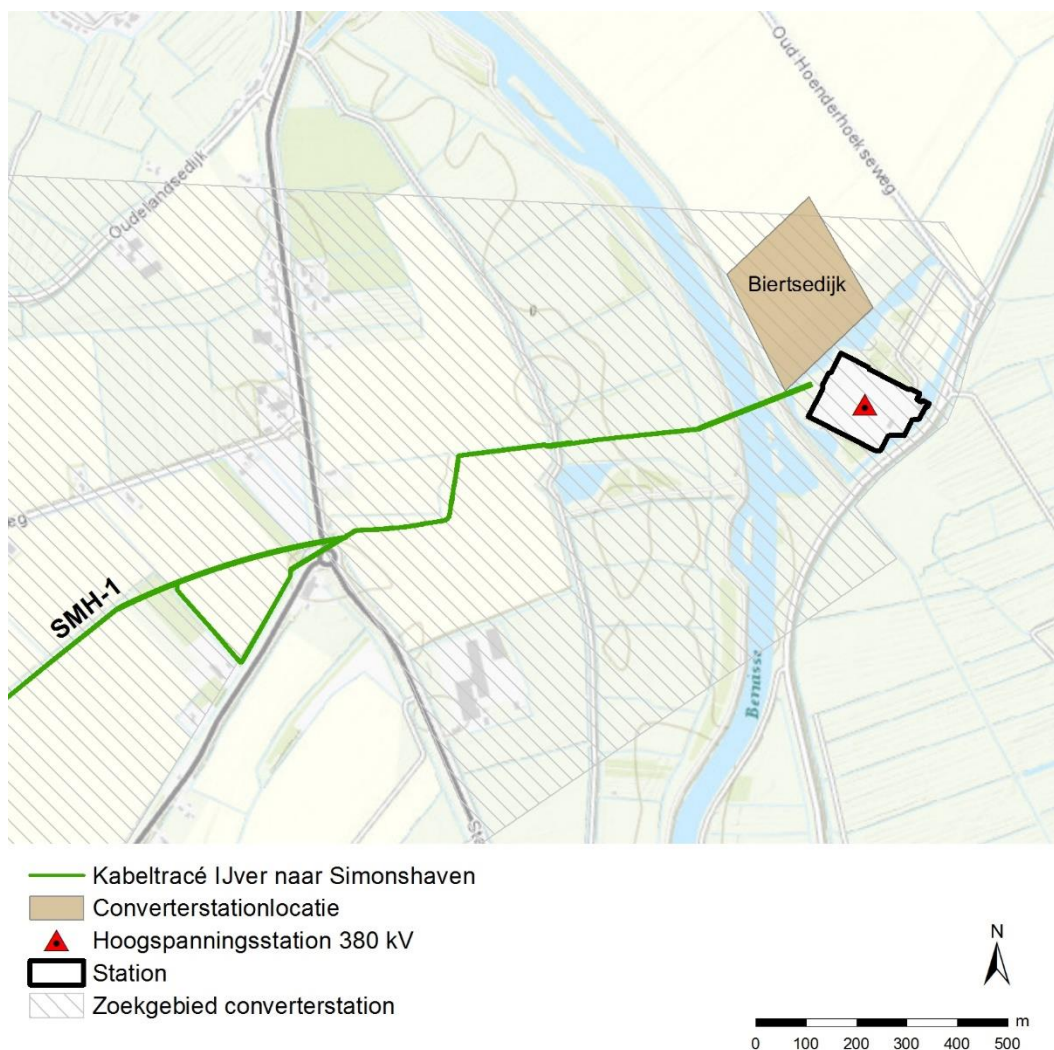 Oud Hoenderhoekseweg
Oudelandsedijk
Biertsedijk
SMH-1
Bernisse
Kabeltracé IJver naar Simonshaven
Converterstationlocatie
Hoogspanningsstation 380 kV
Station
Zoekgebied converterstation
N
m
0 100 200 300 400 500